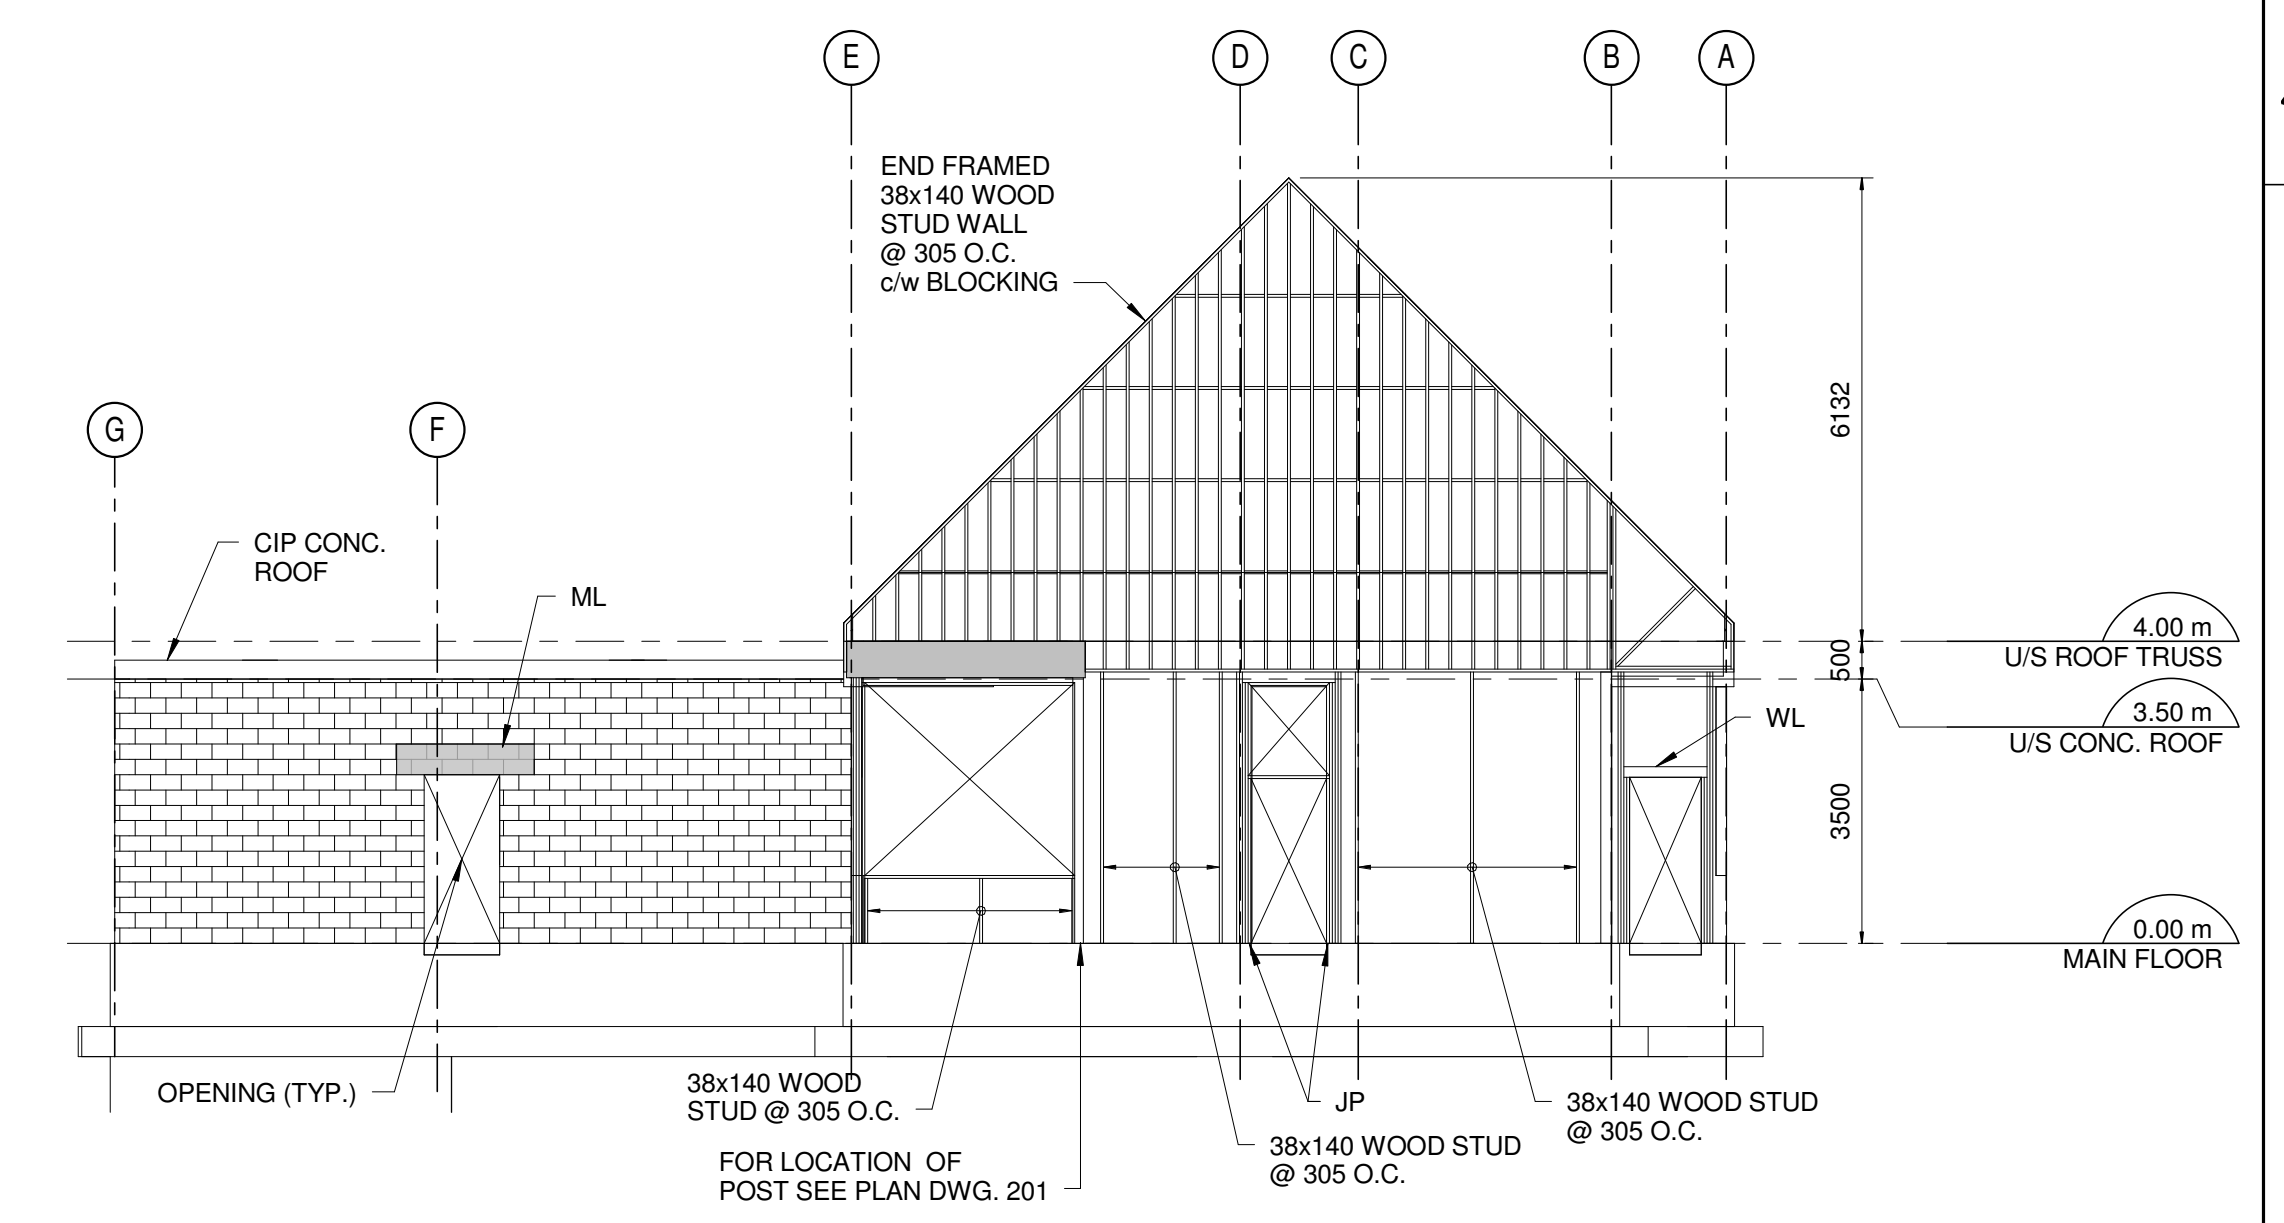 E
D
C
B
A
END FRAMED
38x140 WOOD
STUD WALL
@ 305 O.C.
c/w BLOCKING
G
F
6132
CIP CONC.
ROOF
ML
4.00 m
U/S ROOF TRUSS
500
3.50 m
U/S CONC. ROOF
WL
3500
0.00 m
MAIN FLOOR
OPENING (TYP.)
38x140 WOOD
STUD @ 305 O.C.
JP
38x140 WOOD STUD
@ 305 O.C.
38x140 WOOD STUD
@ 305 O.C.
FOR LOCATION OF
POST SEE PLAN DWG. 201